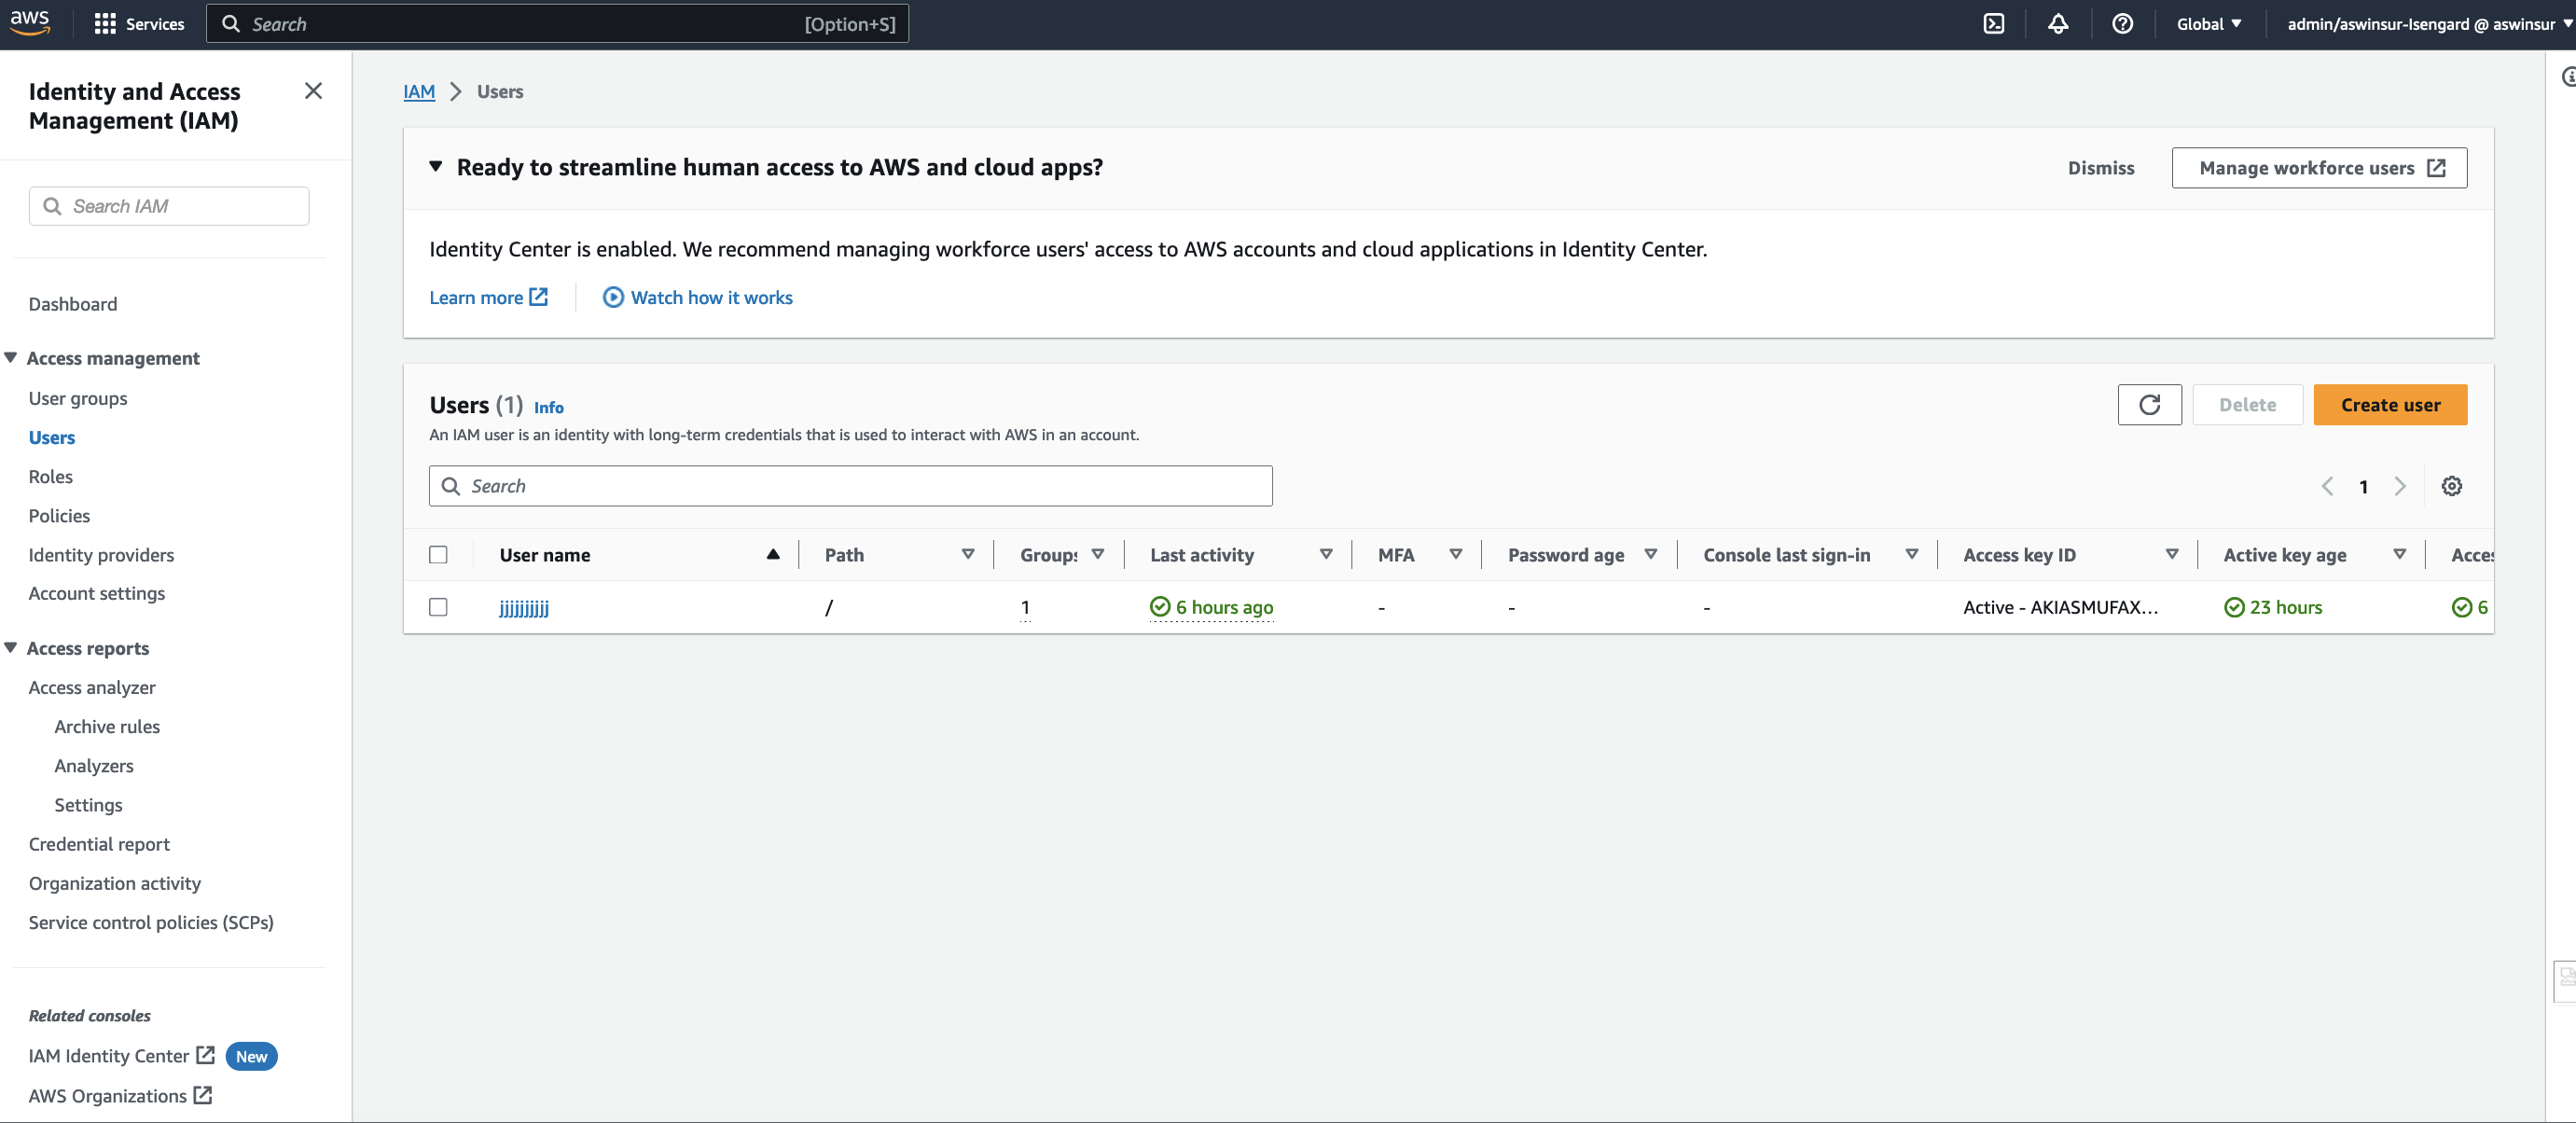 aws Services Search [Option+S] Global admin/aswinsur-Isengard @ aswinsur
Identity and Access
Management (IAM)
Search IAM
Dashboard
Access management
User groups
Users
Roles
Policies
Identity providers
Account settings
Access reports
Access analyzer
Archive rules
Analyzers
Settings
Credential report
Organization activity
Service control policies (SCPs)
Related consoles
IAM Identity Center New
AWS Organizations
IAM > Users
Ready to streamline human access to AWS and cloud apps? Dismiss Manage workforce users
Identity Center is enabled. We recommend managing workforce users' access to AWS accounts and cloud applications in Identity Center.
Learn more Watch how it works
Users (1) Info Delete Create user
An IAM user is an identity with long-term credentials that is used to interact with AWS in an account.
Search 1
User name Path Groups Last activity MFA Password age Console last sign-in Access key ID Active key age
jjjjjjjjjj / 1 6 hours ago - - - Active - AKIASMUFAX... 23 hours 6